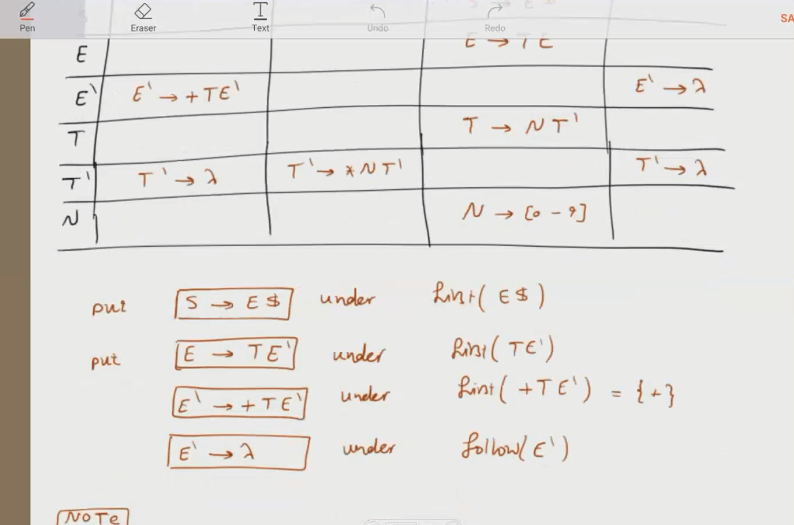 Pen Eraser Text Undo Redo SA
E E → TE
E' E' → +TE' E' → λ
T T → NT'
T' T' → λ T' → *NT' T' → λ
N N → [0-9]
put S → E$ under first(E$)
put E → TE' under first(TE')
E' → +TE' under first(+TE') = {+}
E' → λ under follow(E')
NOTE